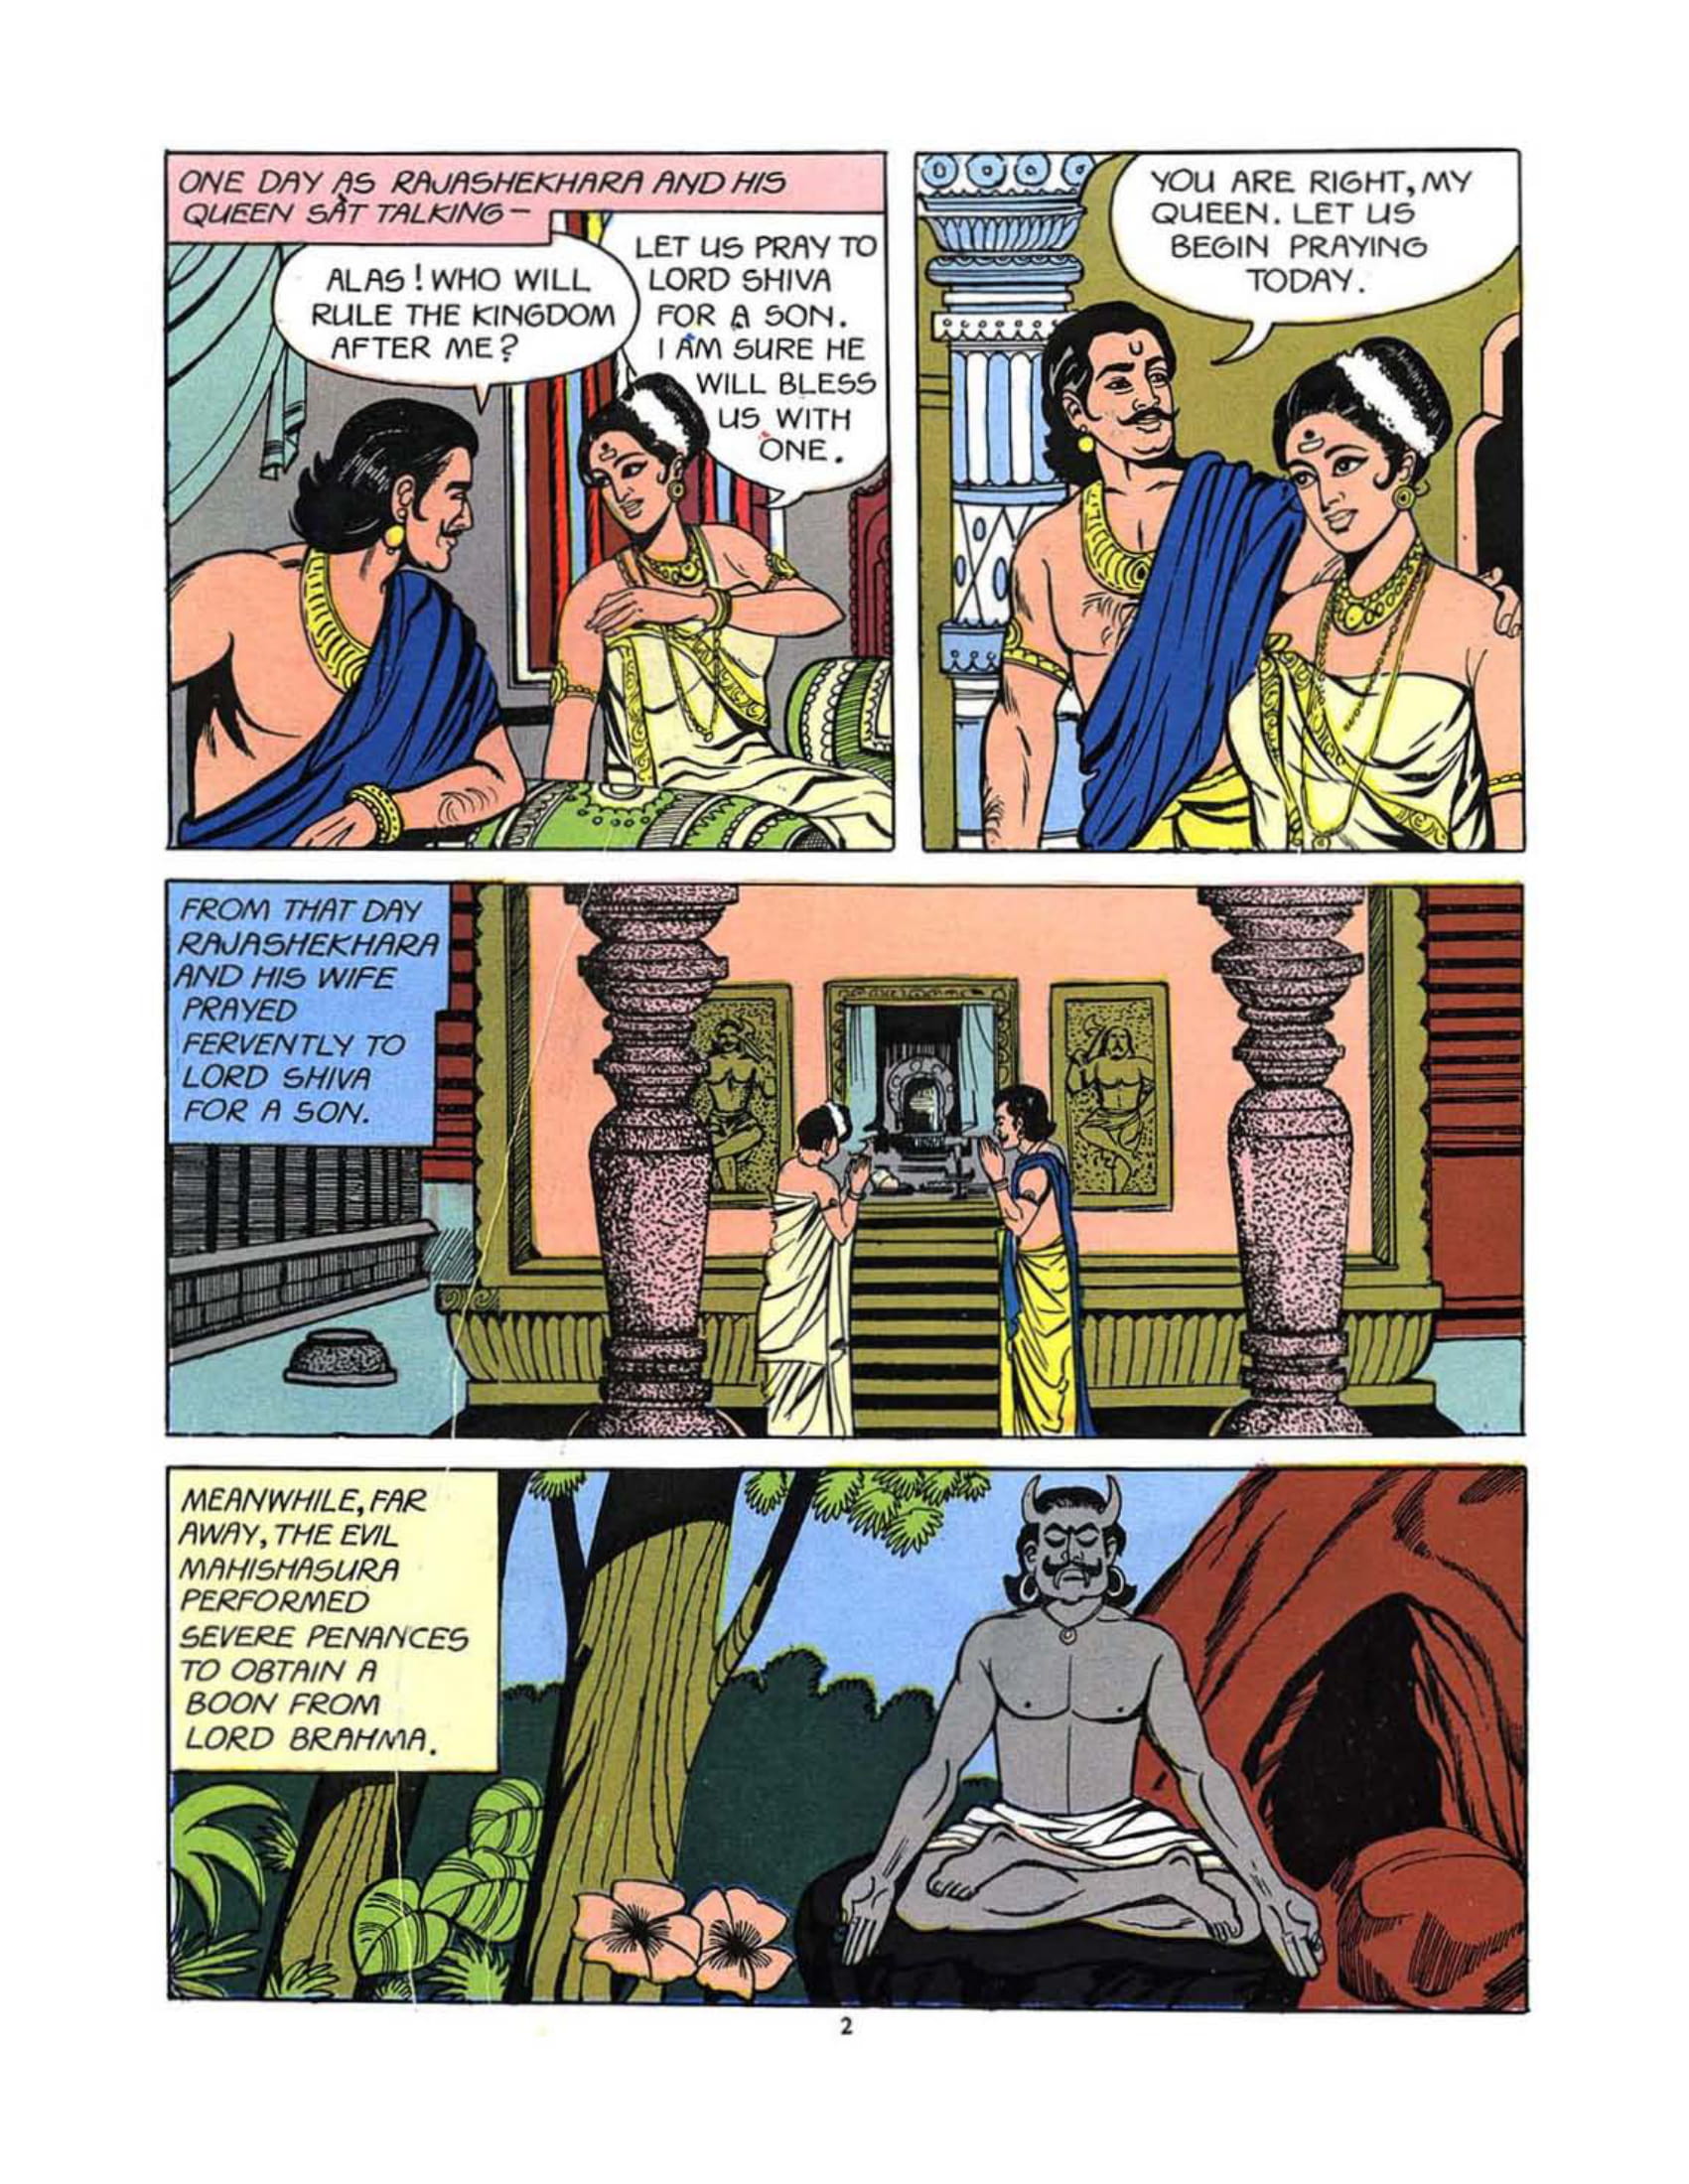 ONE DAY AS RAJASHEKHARA AND HIS
QUEEN SAT TALKING —
ALAS! WHO WILL
RULE THE KINGDOM
AFTER ME?
LET US PRAY TO
LORD SHIVA
FOR A SON.
I AM SURE HE
WILL BLESS
US WITH
ONE.
YOU ARE RIGHT, MY
QUEEN. LET US
BEGIN PRAYING
TODAY.
FROM THAT DAY
RAJASHEKHARA
AND HIS WIFE
PRAYED
FERVENTLY TO
LORD SHIVA
FOR A SON.
MEANWHILE, FAR
AWAY, THE EVIL
MAHISHASURA
PERFORMED
SEVERE PENANCES
TO OBTAIN A
BOON FROM
LORD BRAHMA.
2